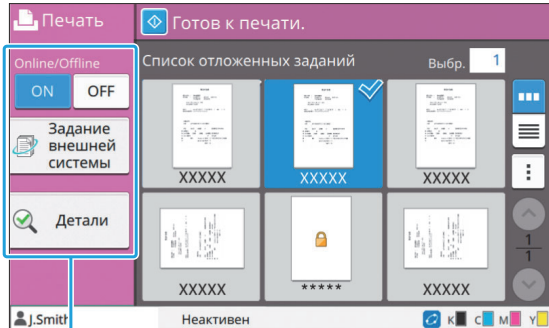 Печать
Готов к печати.
Online/Offline
ON
OFF
Задание
внешней
системы
Детали
Список отложенных заданий
Выбр.
1
XXXXX
XXXXX
XXXXX
XXXXX
*****
XXXXX
1
1
J.Smith
Неактивен
K
C
M
Y